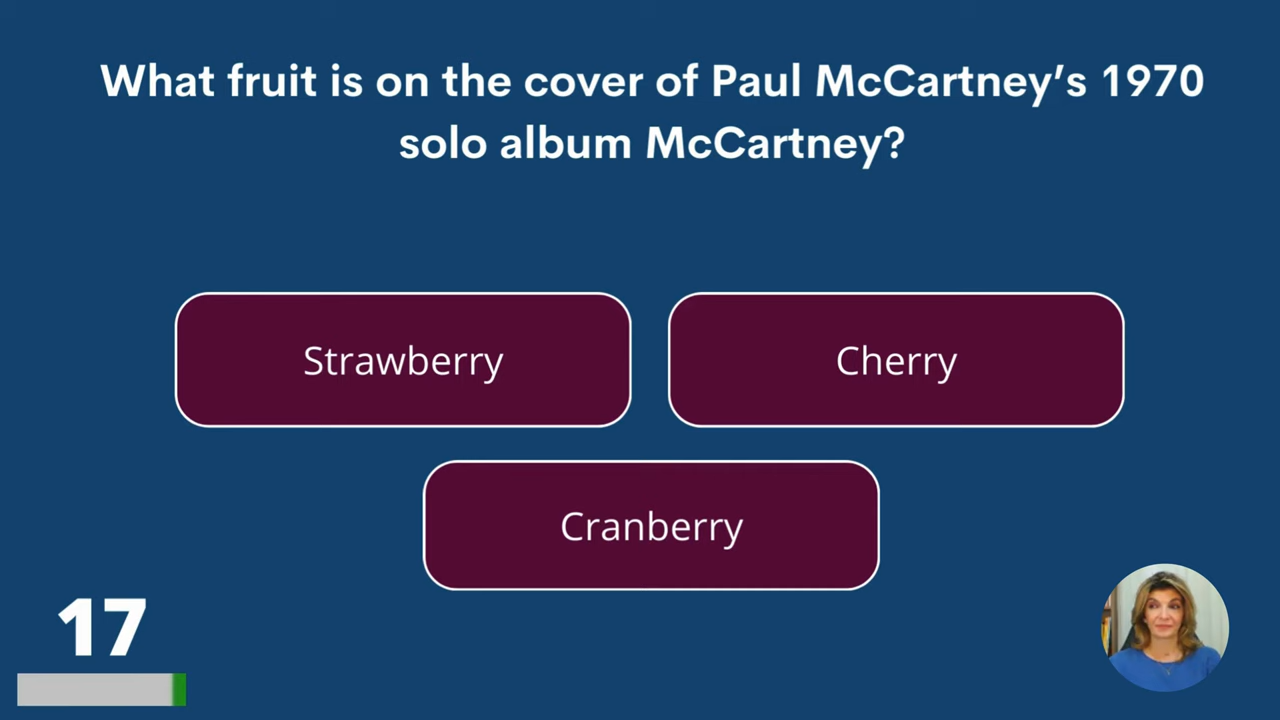 What fruit is on the cover of Paul McCartney’s 1970
solo album McCartney?
Strawberry
Cherry
Cranberry
17